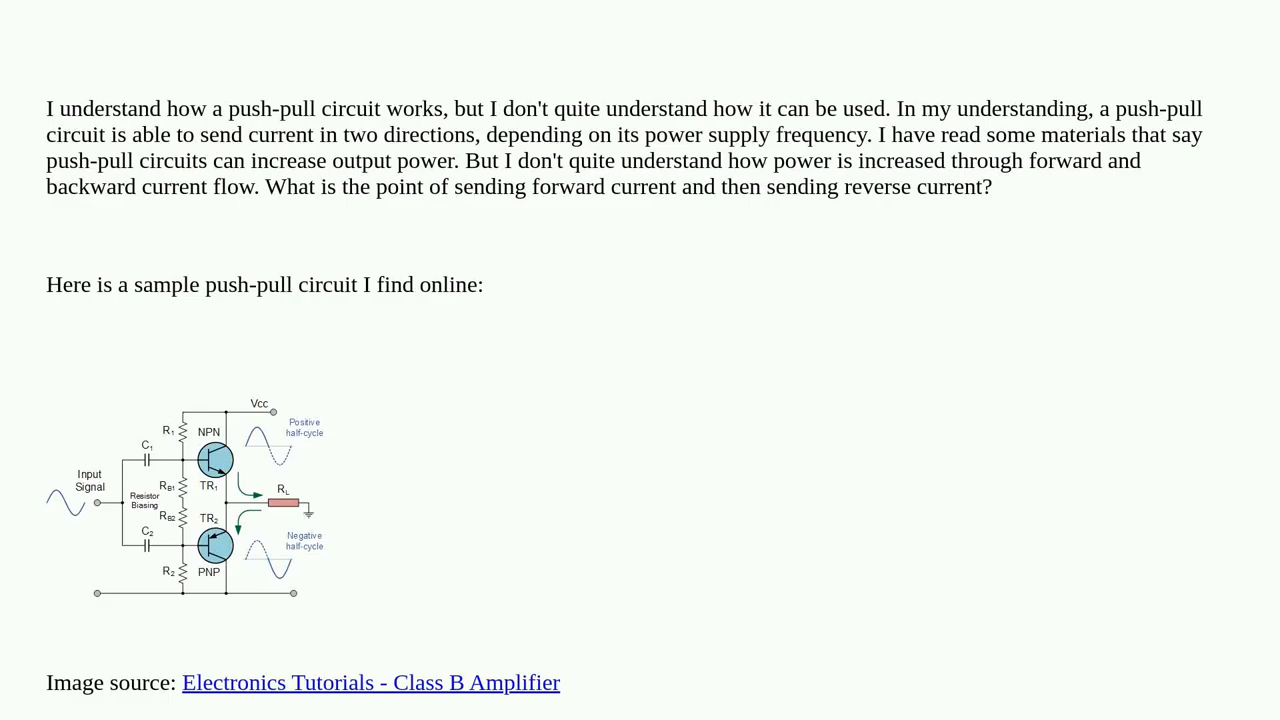 I understand how a push-pull circuit works, but I don't quite understand how it can be used. In my understanding, a push-pull
circuit is able to send current in two directions, depending on its power supply frequency. I have read some materials that say
push-pull circuits can increase output power. But I don't quite understand how power is increased through forward and
backward current flow. What is the point of sending forward current and then sending reverse current?
Here is a sample push-pull circuit I find online:
Vcc
R1
NPN
Positive
half-cycle
C1
Input
Signal
RB1
TR1
RL
Resistor
Biasing
RB2
TR2
C2
Negative
half-cycle
R2
PNP
Image source: Electronics Tutorials - Class B Amplifier